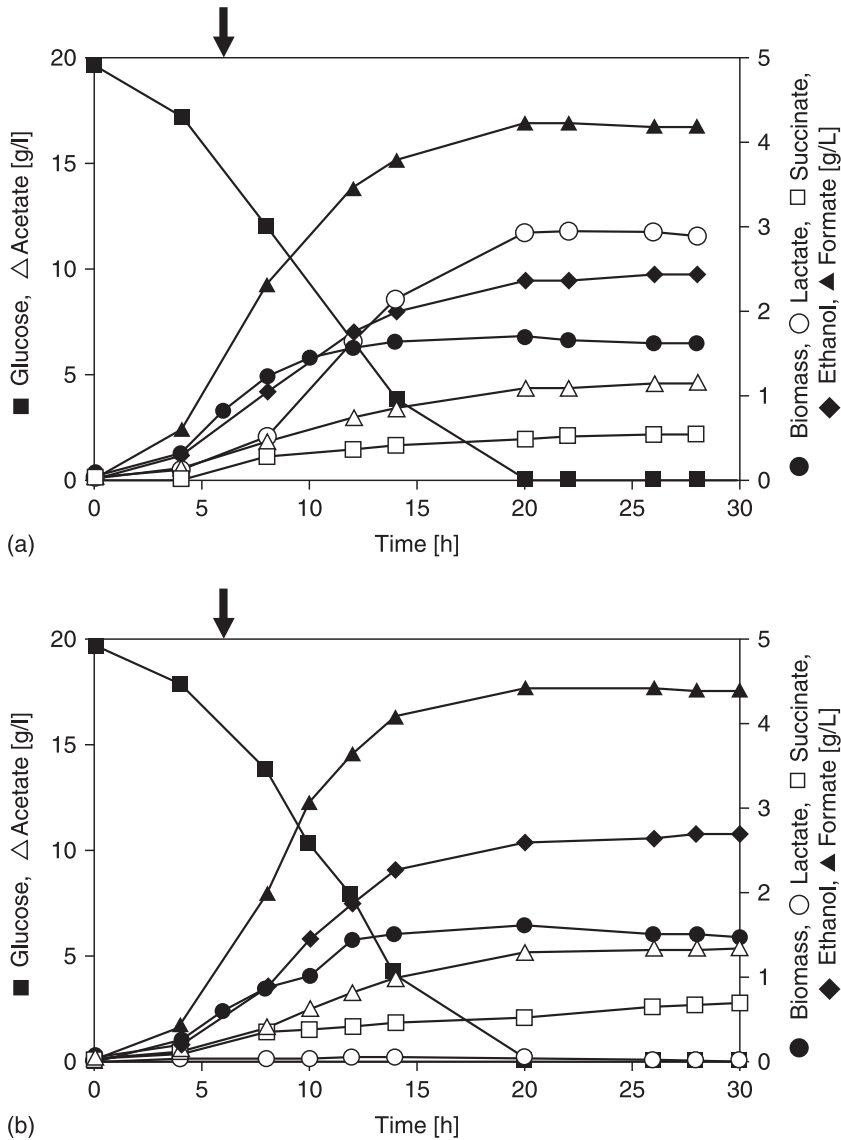 20
15
10
5
0
5
4
3
2
1
0
0 5 10 15 20 25 30
Time [h]
(a)
■ Glucose, △ Acetate [g/l]
● Biomass, ○ Lactate, □ Succinate,
◆ Ethanol, ▲ Formate [g/L]
20
15
10
5
0
5
4
3
2
1
0
0 5 10 15 20 25 30
Time [h]
(b)
■ Glucose, △ Acetate [g/l]
● Biomass, ○ Lactate, □ Succinate,
◆ Ethanol, ▲ Formate [g/L]